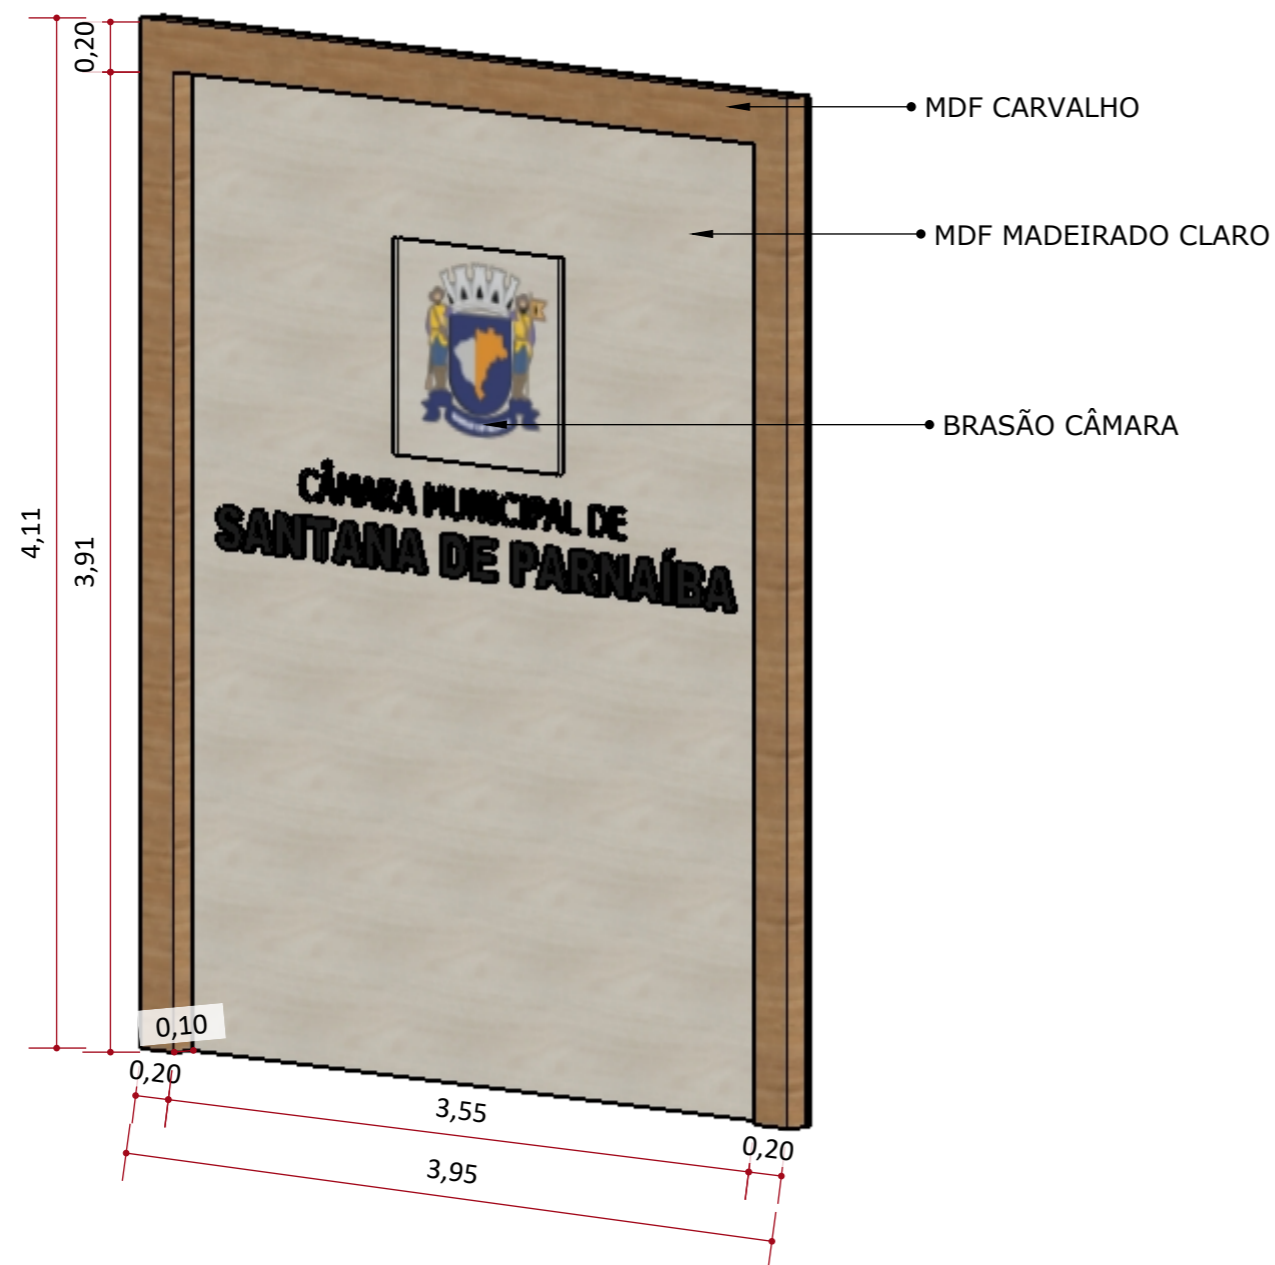 0,20
MDF CARVALHO
MDF MADEIRADO CLARO
BRASÃO CÂMARA
CÂMARA MUNICIPAL DE
SANTANA DE PARNAÍBA
4,11
3,91
0,10
0,20
3,55
0,20
3,95